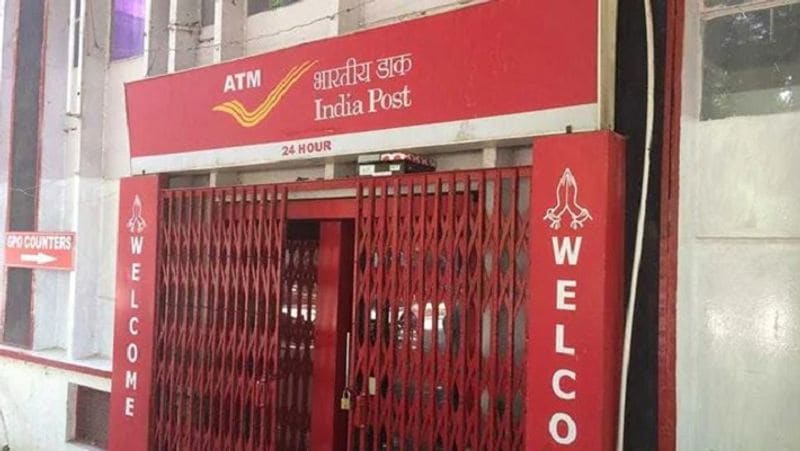 ATM
भारतीय डाक
India Post
24 HOUR
GPO COUNTERS
WELCOME
WELCO